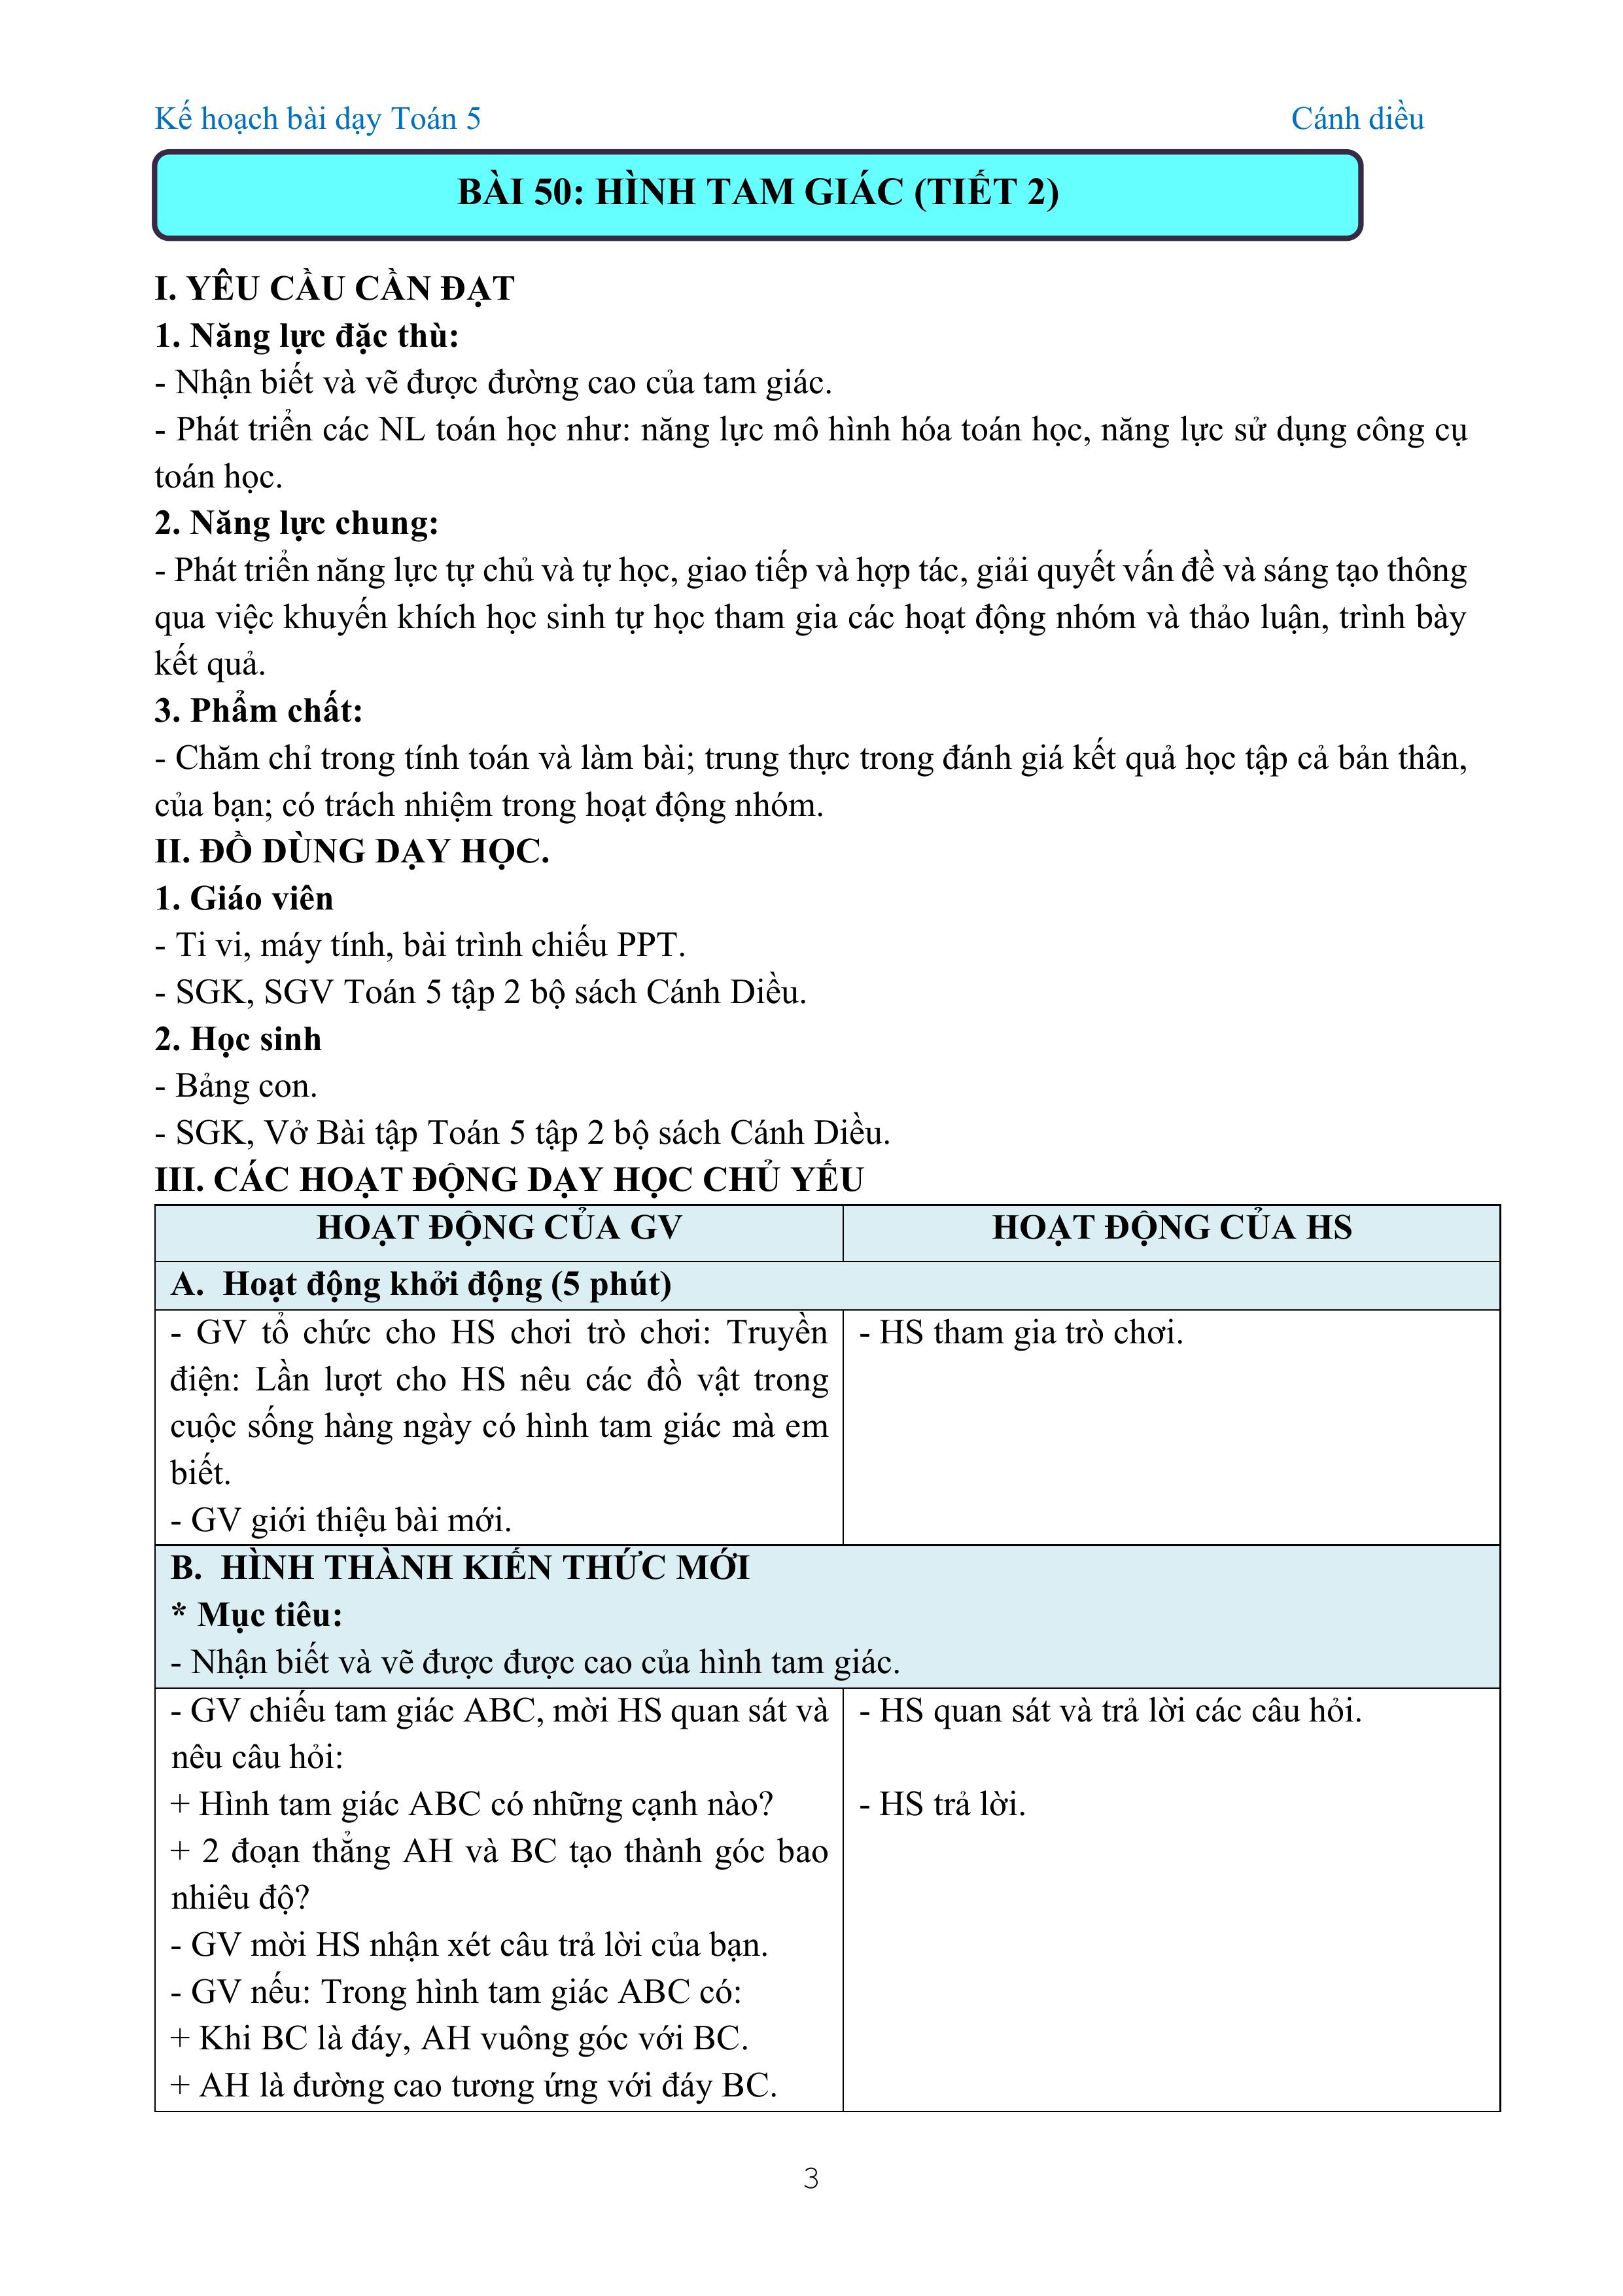 Kế hoạch bài dạy Toán 5 Cánh diều
BÀI 50: HÌNH TAM GIÁC (TIẾT 2)
I. YÊU CẦU CẦN ĐẠT
1. Năng lực đặc thù:
- Nhận biết và vẽ được đường cao của tam giác.
- Phát triển các NL toán học như: năng lực mô hình hóa toán học, năng lực sử dụng công cụ
toán học.
2. Năng lực chung:
- Phát triển năng lực tự chủ và tự học, giao tiếp và hợp tác, giải quyết vấn đề và sáng tạo thông
qua việc khuyến khích học sinh tự học tham gia các hoạt động nhóm và thảo luận, trình bày
kết quả.
3. Phẩm chất:
- Chăm chỉ trong tính toán và làm bài; trung thực trong đánh giá kết quả học tập cả bản thân,
của bạn; có trách nhiệm trong hoạt động nhóm.
II. ĐỒ DÙNG DẠY HỌC.
1. Giáo viên
- Ti vi, máy tính, bài trình chiếu PPT.
- SGK, SGV Toán 5 tập 2 bộ sách Cánh Diều.
2. Học sinh
- Bảng con.
- SGK, Vở Bài tập Toán 5 tập 2 bộ sách Cánh Diều.
III. CÁC HOẠT ĐỘNG DẠY HỌC CHỦ YẾU
HOẠT ĐỘNG CỦA GV HOẠT ĐỘNG CỦA HS
A. Hoạt động khởi động (5 phút)
- GV tổ chức cho HS chơi trò chơi: Truyền
điện: Lần lượt cho HS nêu các đồ vật trong
cuộc sống hàng ngày có hình tam giác mà em
biết.
- GV giới thiệu bài mới.
- HS tham gia trò chơi.
B. HÌNH THÀNH KIẾN THỨC MỚI
* Mục tiêu:
- Nhận biết và vẽ được được cao của hình tam giác.
- GV chiếu tam giác ABC, mời HS quan sát và
nêu câu hỏi:
+ Hình tam giác ABC có những cạnh nào?
+ 2 đoạn thẳng AH và BC tạo thành góc bao
nhiêu độ?
- GV mời HS nhận xét câu trả lời của bạn.
- GV nếu: Trong hình tam giác ABC có:
+ Khi BC là đáy, AH vuông góc với BC.
+ AH là đường cao tương ứng với đáy BC.
- HS quan sát và trả lời các câu hỏi.
- HS trả lời.
3